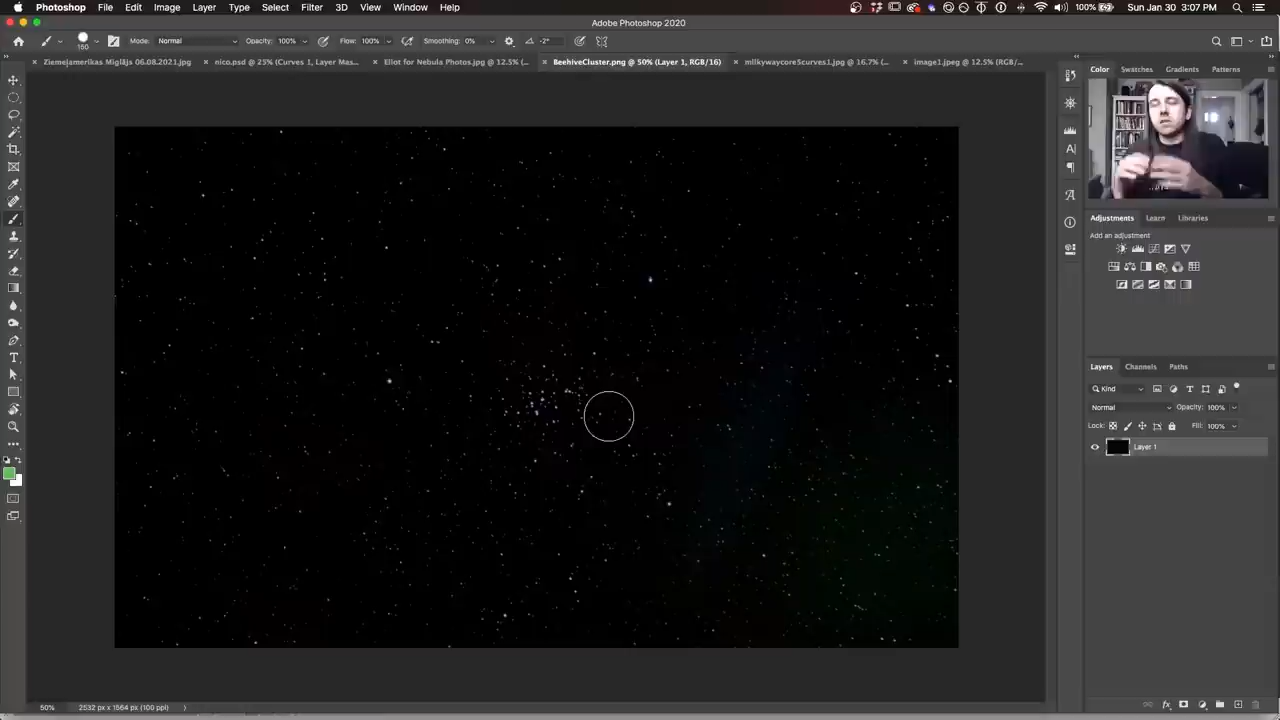 Photoshop File Edit Image Layer Type Select Filter 3D View Window Help 100% Sun Jan 30 3:07 PM
Adobe Photoshop 2020
150 Mode: Normal Opacity: 100% Flow: 100% Smoothing: 0% -2°
Ziemeļamerikas Miglājs 06.08.2021.jpg nico.psd @ 25% (Curves 1, Layer Mas... Eliot for Nebula Photos.jpg @ 12.5% (... BeehiveCluster.png @ 50% (Layer 1, RGB/16) milkywaycore3curves1.jpg @ 16.7% (... image1.jpeg @ 12.5% (RGB/...
Color Swatches Gradients Patterns
Adjustments Learn Libraries
Add an adjustment
Layers Channels Paths
Kind
Normal Opacity: 100%
Lock: Fill: 100%
Layer 1
50% 2532 px x 1564 px (100 ppi)